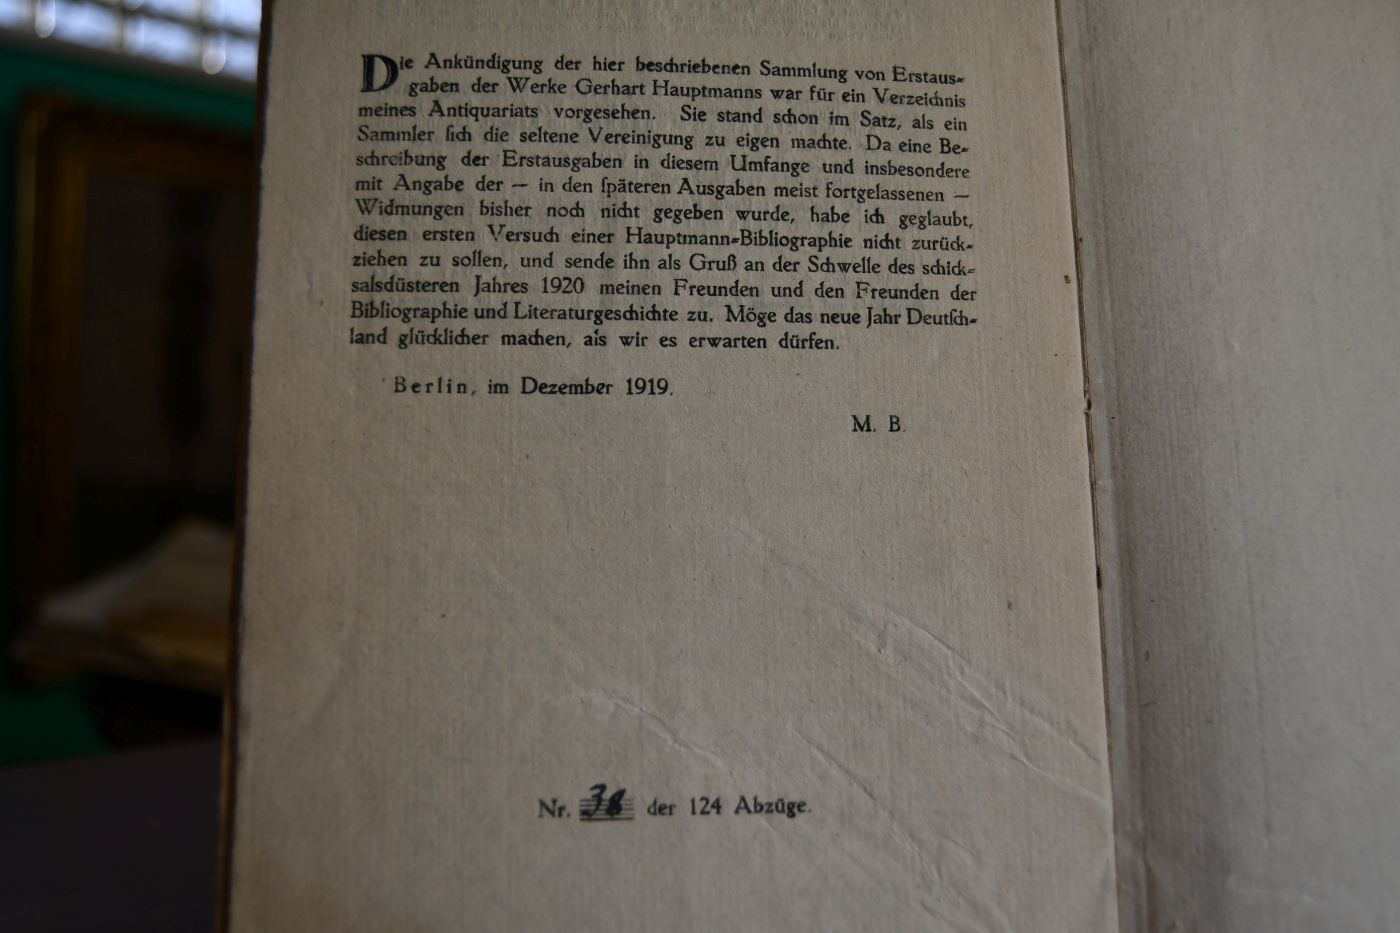 Die Ankündigung der hier beschriebenen Sammlung von Erstaus-
gaben der Werke Gerhart Hauptmanns war für ein Verzeichnis
meines Antiquariats vorgesehen. Sie stand schon im Satz, als ein
Sammler ſich die seltene Vereinigung zu eigen machte. Da eine Be-
schreibung der Erstausgaben in diesem Umfange und insbesondere
mit Angabe der — in den ſpäteren Ausgaben meist fortgelassenen —
Widmungen bisher noch nicht gegeben wurde, habe ich geglaubt,
diesen ersten Versuch einer Hauptmann-Bibliographie nicht zurück-
ziehen zu sollen, und sende ihn als Gruß an der Schwelle des schick-
salsdüsteren Jahres 1920 meinen Freunden und den Freunden der
Bibliographie und Literaturgeschichte zu. Möge das neue Jahr Deutſch-
land glücklicher machen, als wir es erwarten dürfen.
Berlin, im Dezember 1919.
M. B.
Nr. 38 der 124 Abzüge.